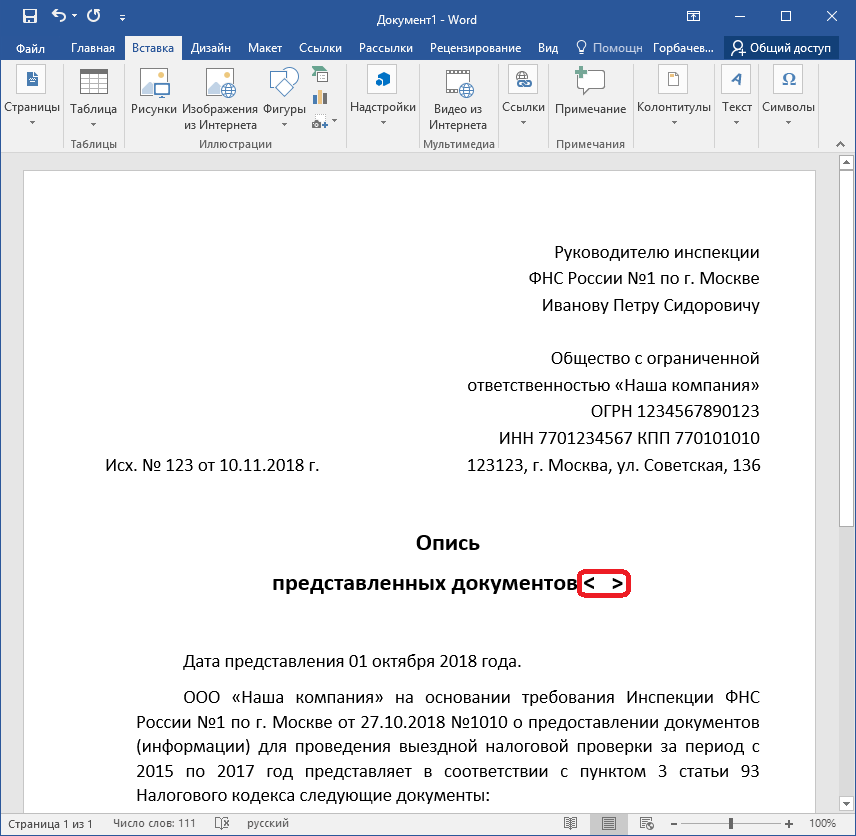 Документ1 - Word
Файл Главная Вставка Дизайн Макет Ссылки Рассылки Рецензирование Вид Помощн Горбачев... Общий доступ
Страницы Таблица Рисунки Изображения из Интернета Фигуры Надстройки Видео из Интернета Ссылки Примечание Колонтитулы Текст Символы
Таблицы Иллюстрации Мультимедиа Примечания
Руководителю инспекции
ФНС России №1 по г. Москве
Иванову Петру Сидоровичу
Общество с ограниченной
ответственностью «Наша компания»
ОГРН 1234567890123
ИНН 7701234567 КПП 770101010
Исх. № 123 от 10.11.2018 г. 123123, г. Москва, ул. Советская, 136
Опись
представленных документов< >
Дата представления 01 октября 2018 года.
ООО «Наша компания» на основании требования Инспекции ФНС
России №1 по г. Москве от 27.10.2018 №1010 о предоставлении документов
(информации) для проведения выездной налоговой проверки за период с
2015 по 2017 год представляет в соответствии с пунктом 3 статьи 93
Налогового кодекса следующие документы:
Страница 1 из 1 Число слов: 111 русский 100%